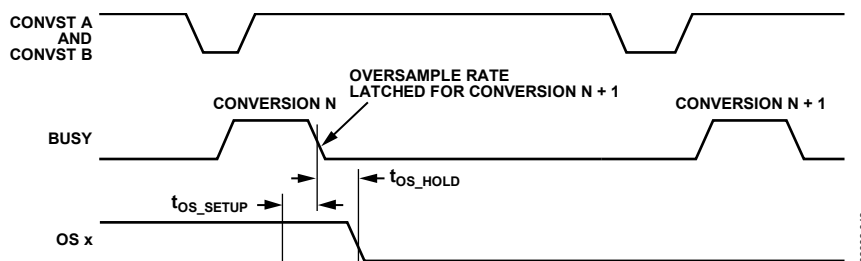 CONVST A
AND
CONVST B
OVERSAMPLE RATE
LATCHED FOR CONVERSION N + 1
CONVERSION N
CONVERSION N + 1
BUSY
tOS_HOLD
tOS_SETUP
OS x